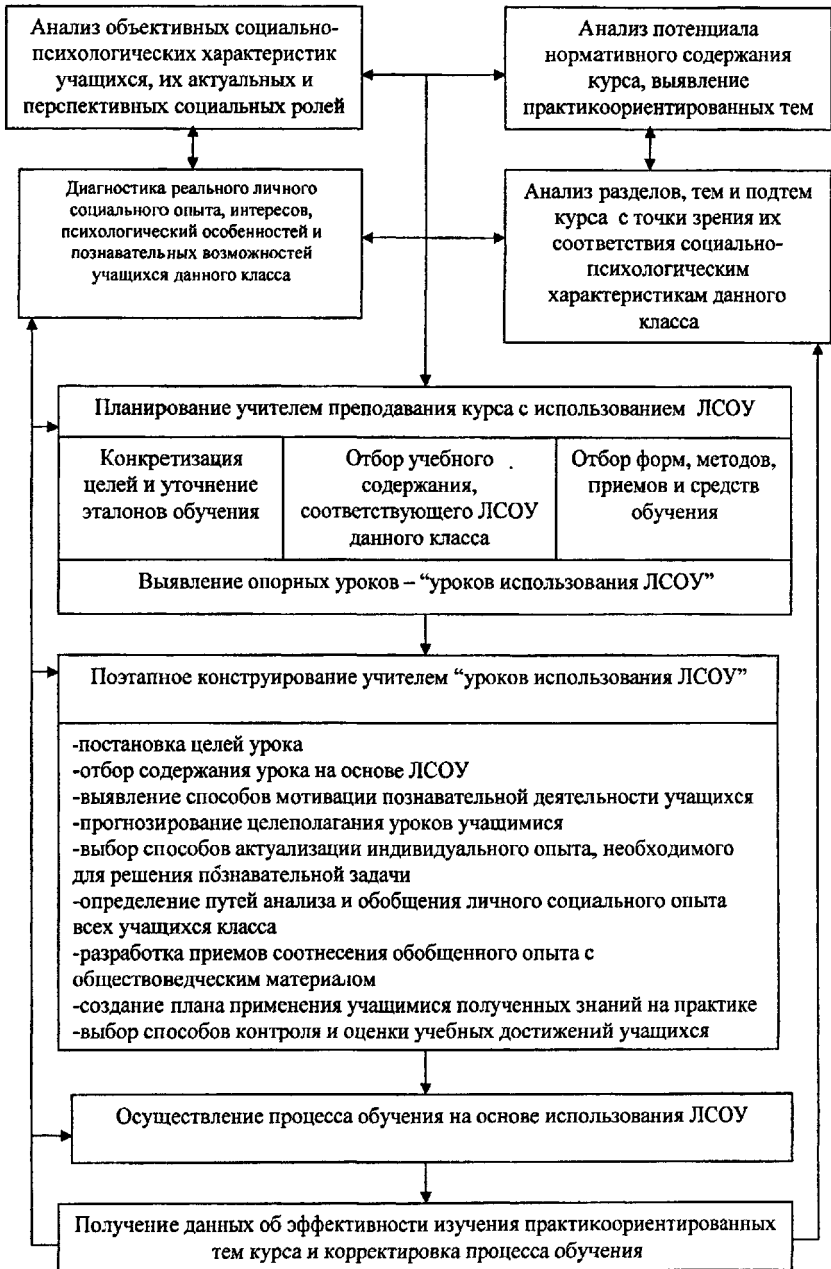 Анализ объективных социально-
психологических характеристик
учащихся, их актуальных и
перспективных социальных ролей
Анализ потенциала
нормативного содержания
курса, выявление
практикоориентированных тем
Диагностика реального личного
социального опыта, интересов,
психологический особенностей и
познавательных возможностей
учащихся данного класса
Анализ разделов, тем и подтем
курса с точки зрения их
соответствия социально-
психологическим
характеристикам данного
класса
Планирование учителем преподавания курса с использованием ЛСОУ
Конкретизация
целей и уточнение
эталонов обучения
Отбор учебного
содержания,
соответствующего ЛСОУ
данного класса
Отбор форм, методов,
приемов и средств
обучения
Выявление опорных уроков – “уроков использования ЛСОУ”
Поэтапное конструирование учителем “уроков использования ЛСОУ”
-постановка целей урока
-отбор содержания урока на основе ЛСОУ
-выявление способов мотивации познавательной деятельности учащихся
-прогнозирование целеполагания уроков учащимися
-выбор способов актуализации индивидуального опыта, необходимого
для решения познавательной задачи
-определение путей анализа и обобщения личного социального опыта
всех учащихся класса
-разработка приемов соотнесения обобщенного опыта с
обществоведческим материалом
-создание плана применения учащимися полученных знаний на практике
-выбор способов контроля и оценки учебных достижений учащихся
Осуществление процесса обучения на основе использования ЛСОУ
Получение данных об эффективности изучения практикоориентированных
тем курса и корректировка процесса обучения